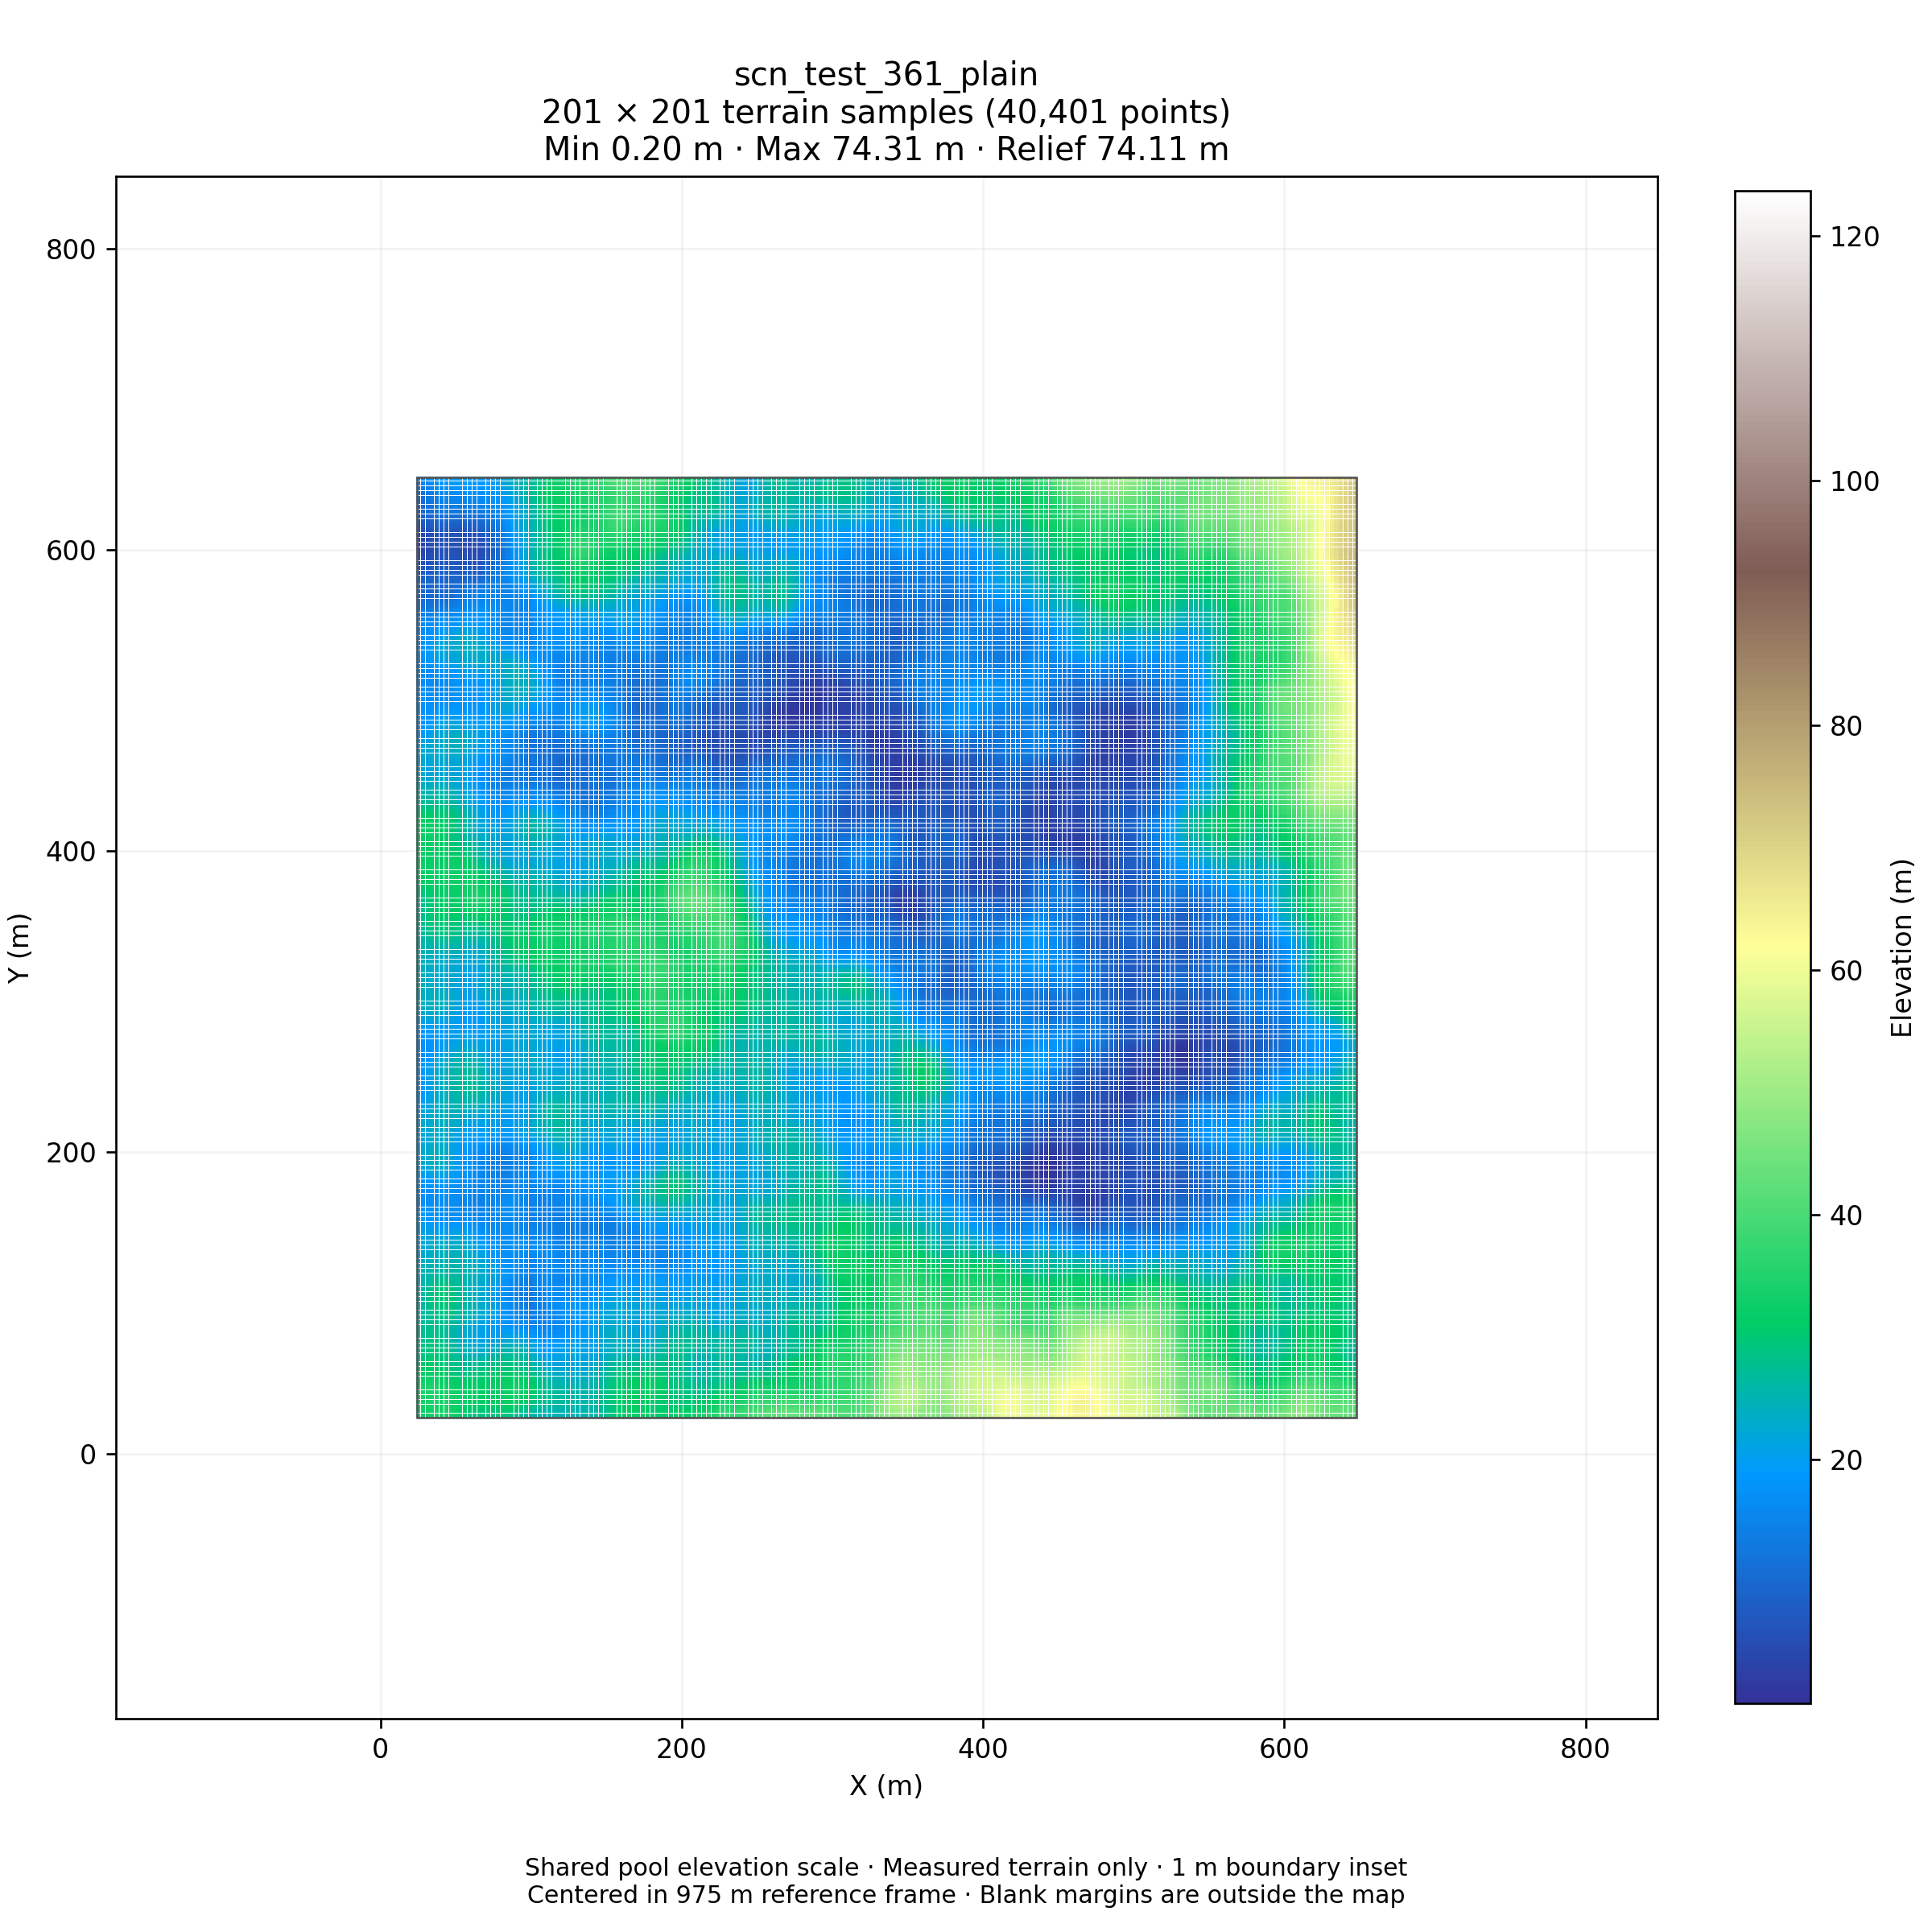 scn_test_361_plain
201 × 201 terrain samples (40,401 points)
Min 0.20 m · Max 74.31 m · Relief 74.11 m
800
600
400
200
0
Y (m)
0
200
400
600
800
X (m)
120
100
80
60
40
20
Elevation (m)
Shared pool elevation scale · Measured terrain only · 1 m boundary inset
Centered in 975 m reference frame · Blank margins are outside the map